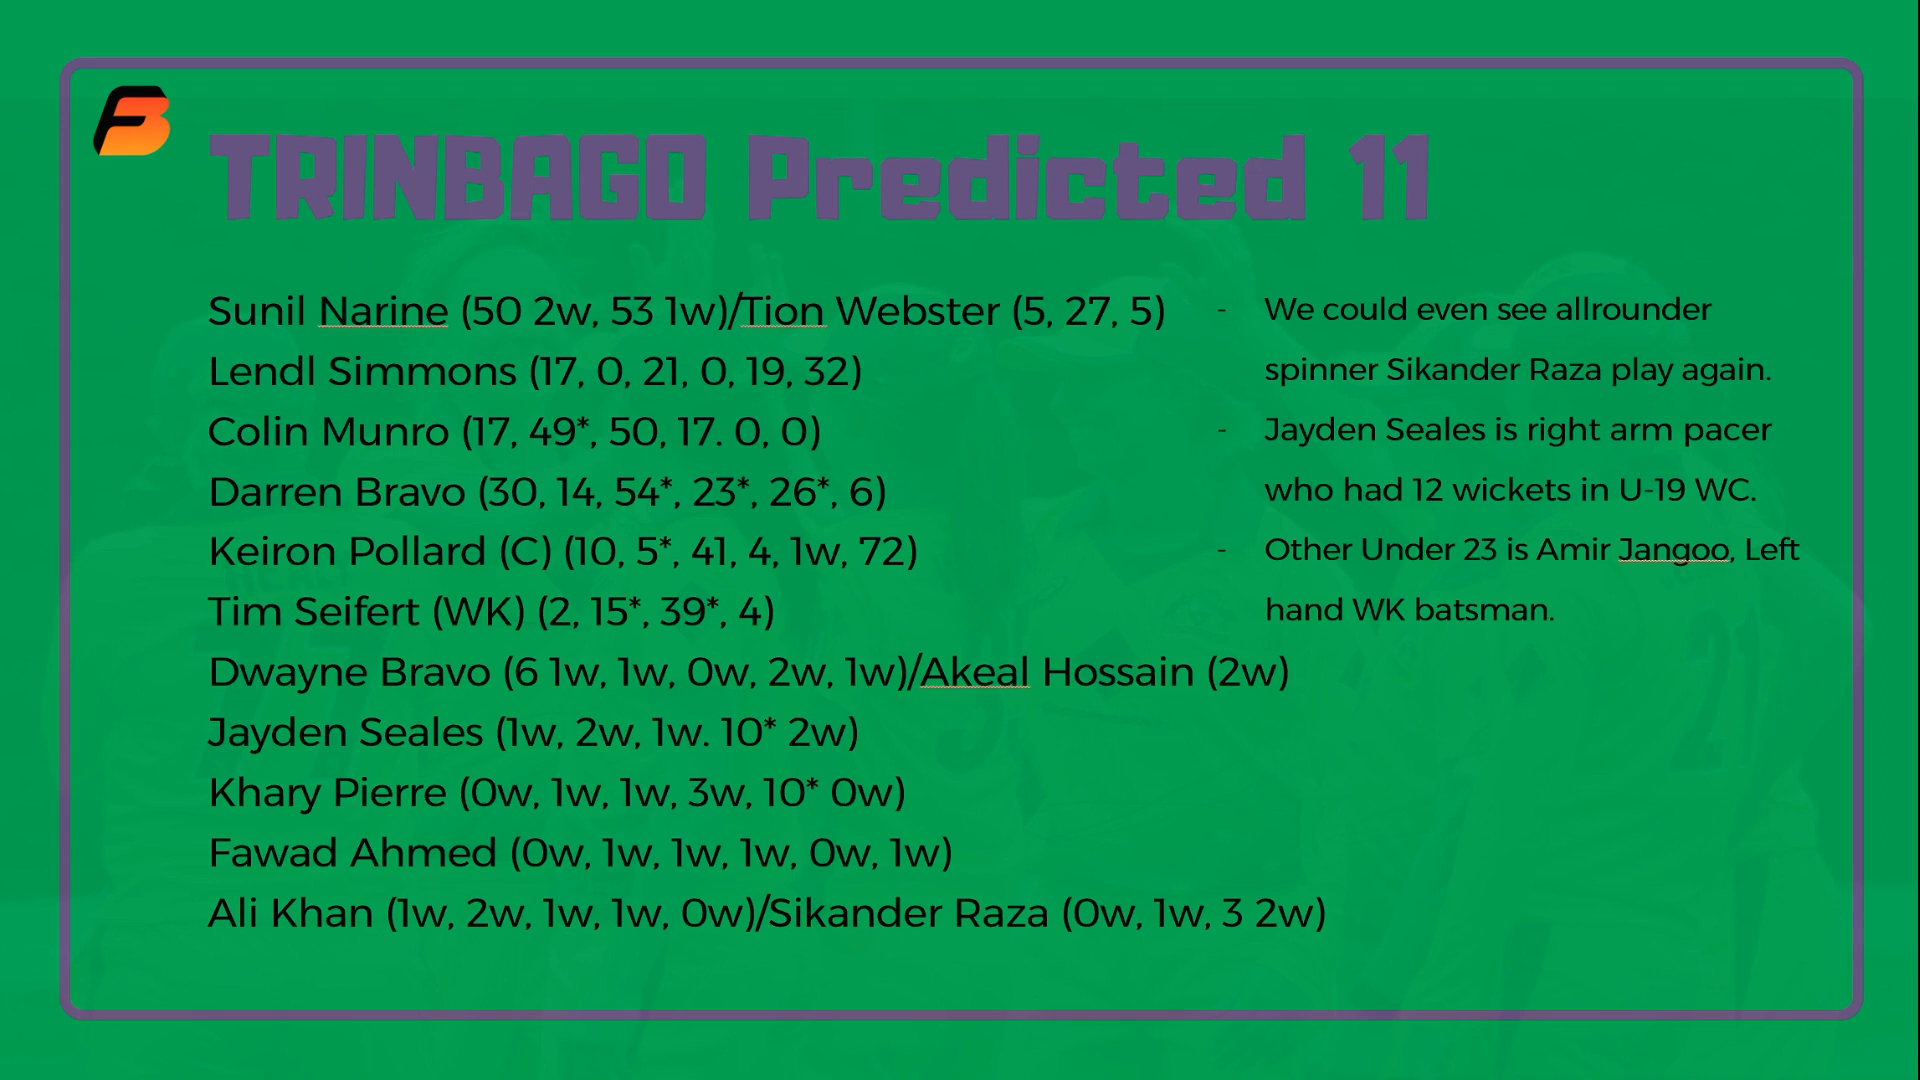 TRINBAGO Predicted 11
Sunil Narine (50 2w, 53 1w)/Tion Webster (5, 27, 5)
Lendl Simmons (17, 0, 21, 0, 19, 32)
Colin Munro (17, 49*, 50, 17. 0, 0)
Darren Bravo (30, 14, 54*, 23*, 26*, 6)
Keiron Pollard (C) (10, 5*, 41, 4, 1w, 72)
Tim Seifert (WK) (2, 15*, 39*, 4)
Dwayne Bravo (6 1w, 1w, 0w, 2w, 1w)/Akeal Hossain (2w)
Jayden Seales (1w, 2w, 1w. 10* 2w)
Khary Pierre (0w, 1w, 1w, 3w, 10* 0w)
Fawad Ahmed (0w, 1w, 1w, 1w, 0w, 1w)
Ali Khan (1w, 2w, 1w, 1w, 0w)/Sikander Raza (0w, 1w, 3 2w)
- We could even see allrounder
spinner Sikander Raza play again.
- Jayden Seales is right arm pacer
who had 12 wickets in U-19 WC.
- Other Under 23 is Amir Jangoo, Left
hand WK batsman.